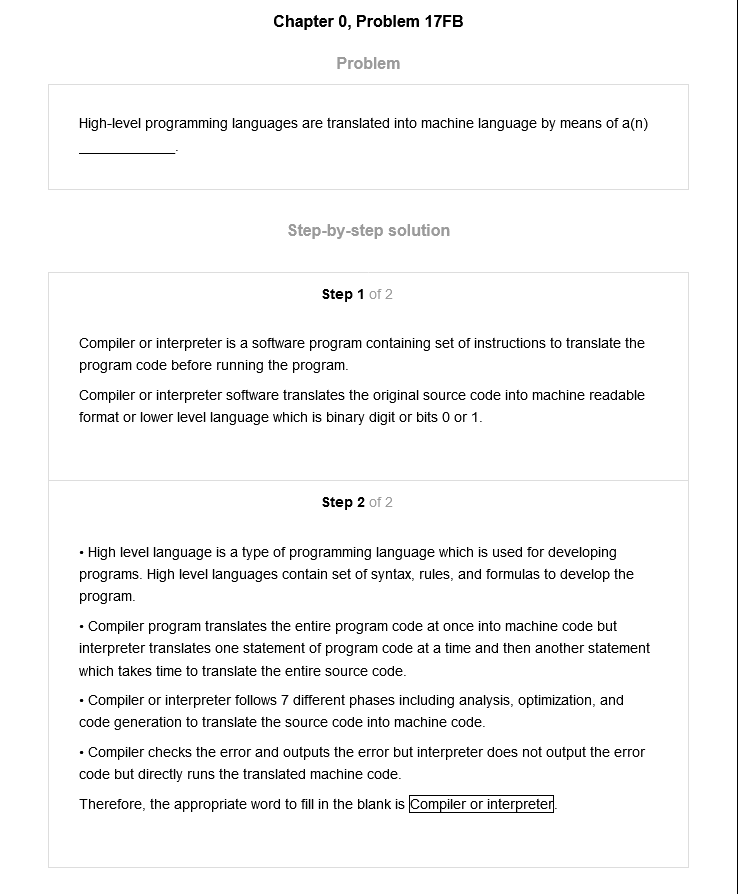 Chapter 0, Problem 17FB
Problem
High-level programming languages are translated into machine language by means of a(n)
____________.
Step-by-step solution
Step 1 of 2
Compiler or interpreter is a software program containing set of instructions to translate the
program code before running the program.
Compiler or interpreter software translates the original source code into machine readable
format or lower level language which is binary digit or bits 0 or 1.
Step 2 of 2
• High level language is a type of programming language which is used for developing
programs. High level languages contain set of syntax, rules, and formulas to develop the
program.
• Compiler program translates the entire program code at once into machine code but
interpreter translates one statement of program code at a time and then another statement
which takes time to translate the entire source code.
• Compiler or interpreter follows 7 different phases including analysis, optimization, and
code generation to translate the source code into machine code.
• Compiler checks the error and outputs the error but interpreter does not output the error
code but directly runs the translated machine code.
Therefore, the appropriate word to fill in the blank is Compiler or interpreter.